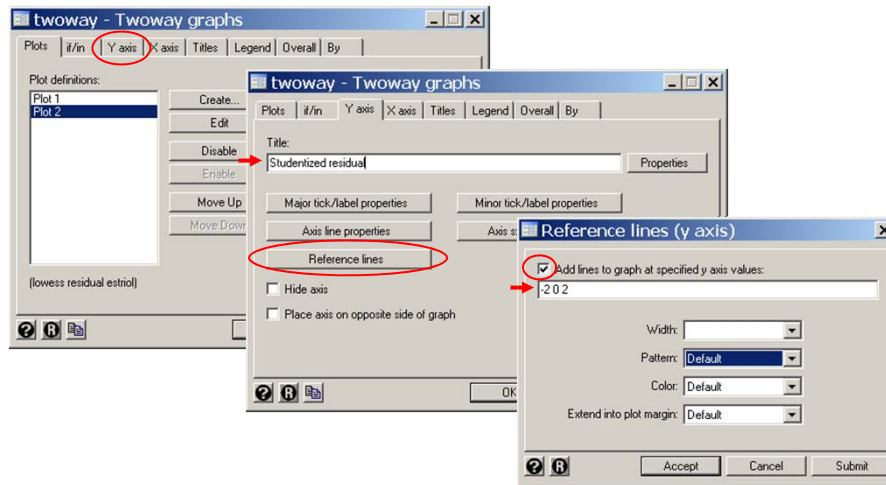 twoway - Twoway graphs
Plots if/in Y axis X axis Titles Legend Overall By
Plot definitions:
Plot 1
Plot 2
Create...
Edit
Disable
Enable
Move Up
Move Down
(lowess residual estriol)
twoway - Twoway graphs
Plots if/in Y axis X axis Titles Legend Overall By
Title:
Studentized residual
Properties
Major tick/label properties Minor tick/label properties
Axis line properties Axis
Reference lines
Hide axis
Place axis on opposite side of graph
? R
OK
Reference lines (y axis)
Add lines to graph at specified y axis values:
-2 0 2
Width:
Pattern: Default
Color: Default
Extend into plot margin: Default
? R
Accept Cancel Submit
? R